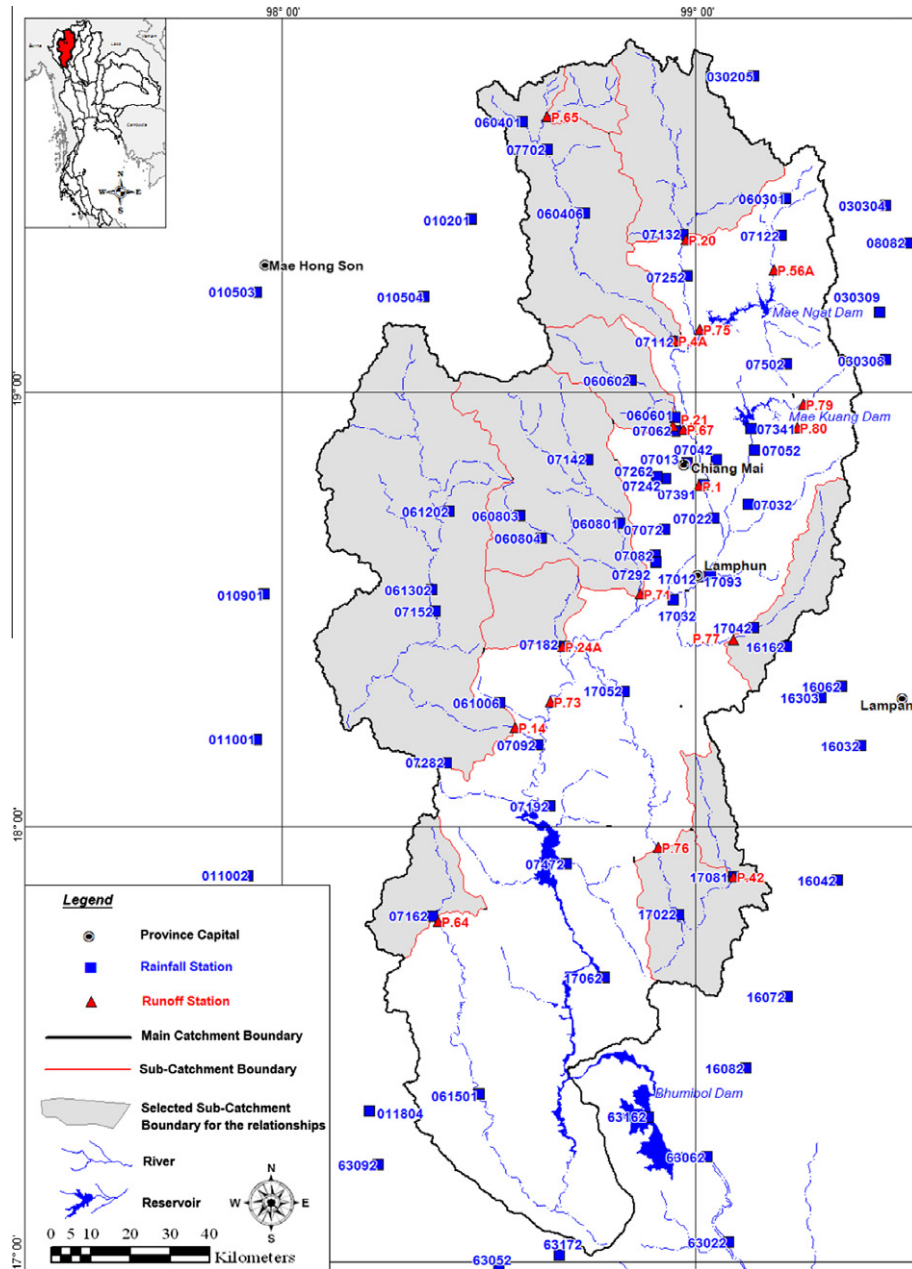 98° 00'
99° 00'
030205
060401
P.65
07702
060301
030304
060406
010201
07132
P.20
07122
08082
Mae Hong Son
07252
P.56A
010503
010504
030309
Mae Ngat Dam
P.75
07112
P.4A
07502
030308
19° 00'
060602
P.79
060601
P.21
Mae Kuang Dam
07062
P.67
07341
P.80
07042
07052
07142
07013
Chiang Mai
07262
07242
P.1
07391
07032
061202
060803
060801
07022
07072
060804
07082
Lamphun
07292
17012
17093
061302
010901
P.71
07152
17032
17042
P.77
07182
P.24A
16162
16062
17052
16303
Lampan
061006
P.73
P.14
011001
07092
16032
07282
07192
18° 00'
P.76
07472
011002
17081
P.42
16042
07162
P.64
17022
17062
16072
16082
Bhumibol Dam
061501
011804
63162
63092
63062
63022
63172
63052
17° 00'
N
W
E
S
Legend
Province Capital
Rainfall Station
Runoff Station
Main Catchment Boundary
Sub-Catchment Boundary
Selected Sub-Catchment
Boundary for the relationships
River
Reservoir
N
W
E
S
0 5 10 20 30 40
Kilometers